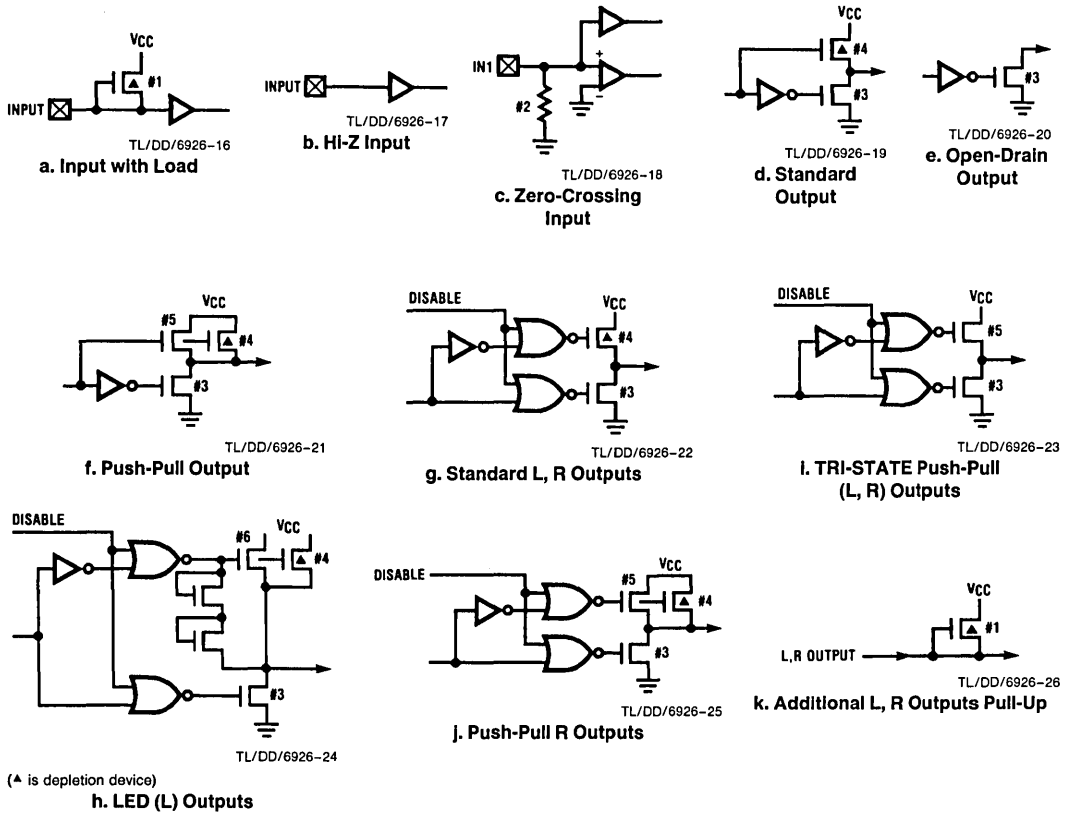 VCC
#1
INPUT
TL/DD/6926-16
a. Input with Load
INPUT
TL/DD/6926-17
b. Hi-Z Input
IN1
+
−
#2
TL/DD/6926-18
c. Zero-Crossing
Input
VCC
#4
#3
TL/DD/6926-19
d. Standard
Output
#3
TL/DD/6926-20
e. Open-Drain
Output
VCC
#5
#4
#3
TL/DD/6926-21
f. Push-Pull Output
DISABLE
VCC
#4
#3
TL/DD/6926-22
g. Standard L, R Outputs
DISABLE
VCC
#5
#3
TL/DD/6926-23
i. TRI-STATE Push-Pull
(L, R) Outputs
DISABLE
#6
VCC
#4
#3
TL/DD/6926-24
(▲ is depletion device)
h. LED (L) Outputs
DISABLE
VCC
#5
#4
#3
TL/DD/6926-25
j. Push-Pull R Outputs
VCC
#1
L,R OUTPUT
TL/DD/6926-26
k. Additional L, R Outputs Pull-Up